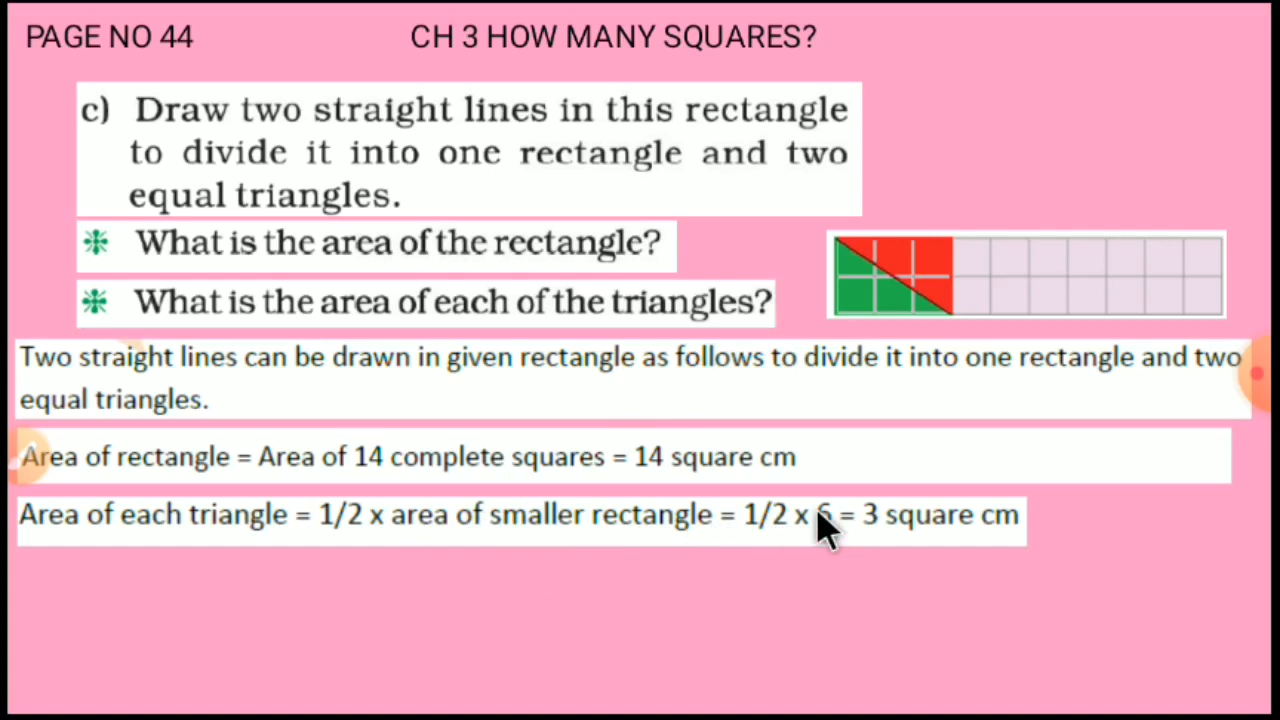 PAGE NO 44
CH 3 HOW MANY SQUARES?
c) Draw two straight lines in this rectangle
to divide it into one rectangle and two
equal triangles.
What is the area of the rectangle?
What is the area of each of the triangles?
Two straight lines can be drawn in given rectangle as follows to divide it into one rectangle and two
equal triangles.
Area of rectangle = Area of 14 complete squares = 14 square cm
Area of each triangle = 1/2 x area of smaller rectangle = 1/2 x 6 = 3 square cm